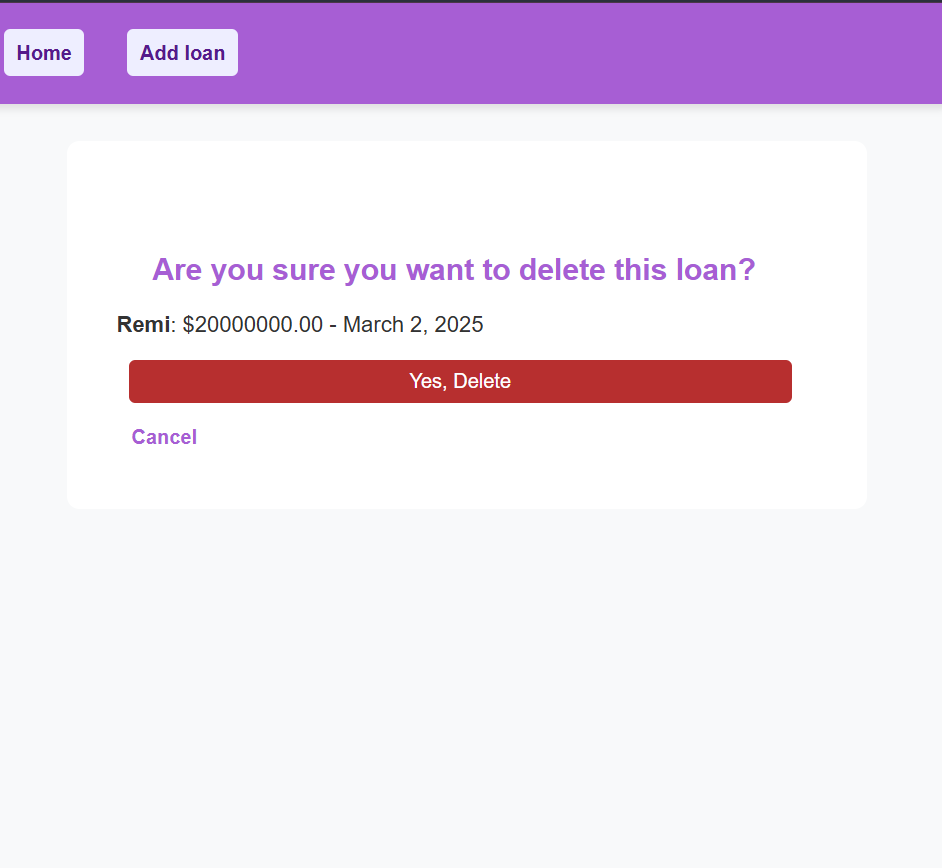 Home Add loan
Are you sure you want to delete this loan?
Remi: $20000000.00 - March 2, 2025
Yes, Delete
Cancel